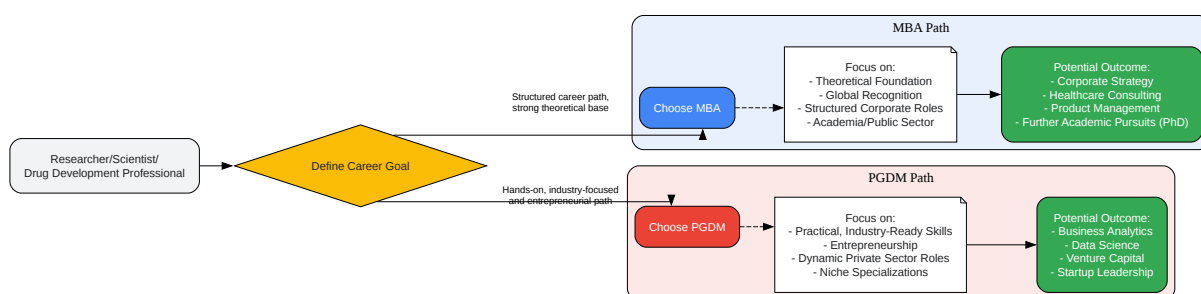 Researcher/Scientist/
Drug Development Professional
Define Career Goal
Structured career path,
strong theoretical base
Hands-on, industry-focused
and entrepreneurial path
MBA Path
Choose MBA
Focus on:
- Theoretical Foundation
- Global Recognition
- Structured Corporate Roles
- Academia/Public Sector
Potential Outcome:
- Corporate Strategy
- Healthcare Consulting
- Product Management
- Further Academic Pursuits (PhD)
PGDM Path
Choose PGDM
Focus on:
- Practical, Industry-Ready Skills
- Entrepreneurship
- Dynamic Private Sector Roles
- Niche Specializations
Potential Outcome:
- Business Analytics
- Data Science
- Venture Capital
- Startup Leadership